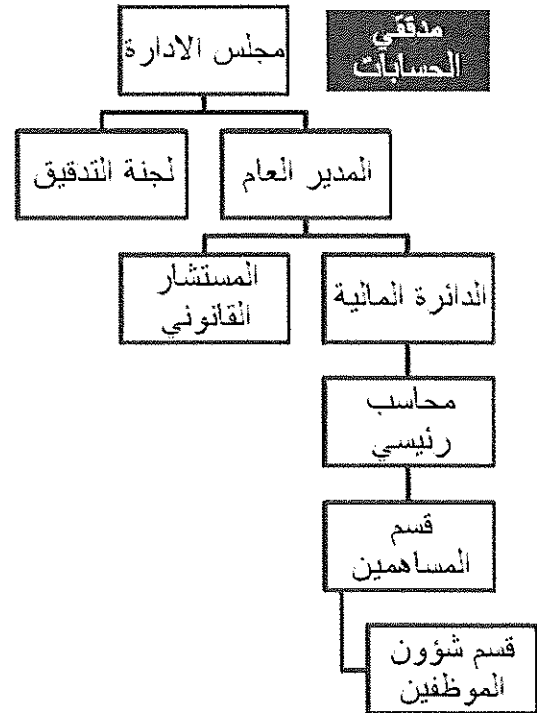 مجلس الادارة
مدققي
الحسابات
المدير العام
لجنة التدقيق
الدائرة المالية
المستشار
القانوني
محاسب
رئيسي
قسم
المساهمين
قسم شؤون
الموظفين